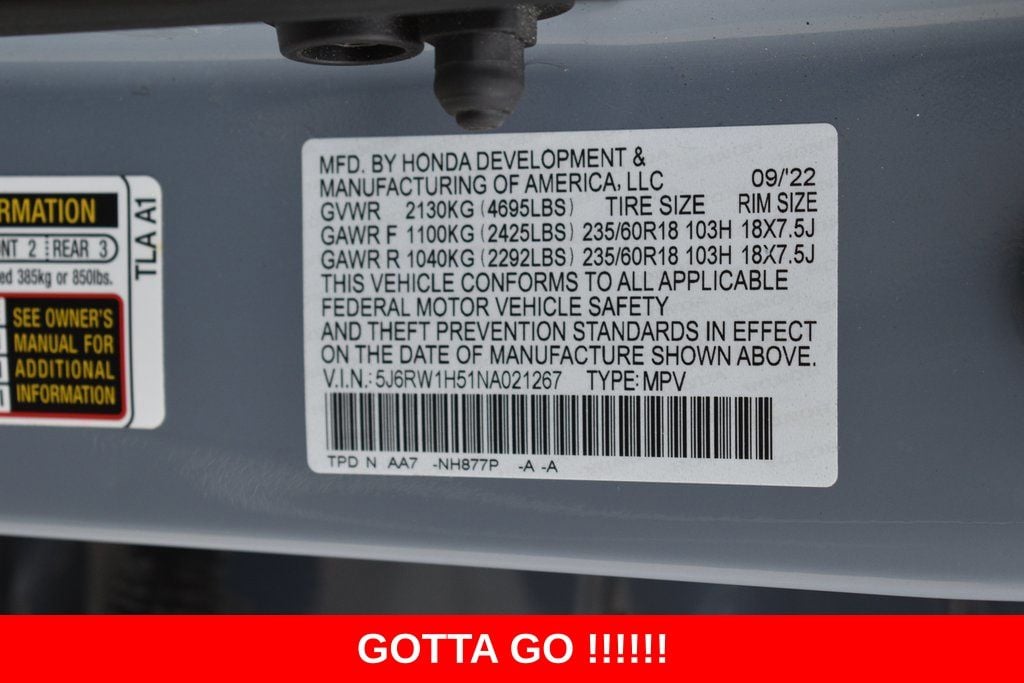 RMATION
NT 2 REAR 3
ed 385kg or 850lbs.
SEE OWNER'S
MANUAL FOR
ADDITIONAL
INFORMATION
TLA A1
MFD. BY HONDA DEVELOPMENT &
MANUFACTURING OF AMERICA, LLC 09/'22
GVWR 2130KG (4695LBS) TIRE SIZE RIM SIZE
GAWR F 1100KG (2425LBS) 235/60R18 103H 18X7.5J
GAWR R 1040KG (2292LBS) 235/60R18 103H 18X7.5J
THIS VEHICLE CONFORMS TO ALL APPLICABLE
FEDERAL MOTOR VEHICLE SAFETY
AND THEFT PREVENTION STANDARDS IN EFFECT
ON THE DATE OF MANUFACTURE SHOWN ABOVE.
V.I.N.: 5J6RW1H51NA021267 TYPE: MPV
TPD N AA7 -NH877P -A -A
GOTTA GO !!!!!!